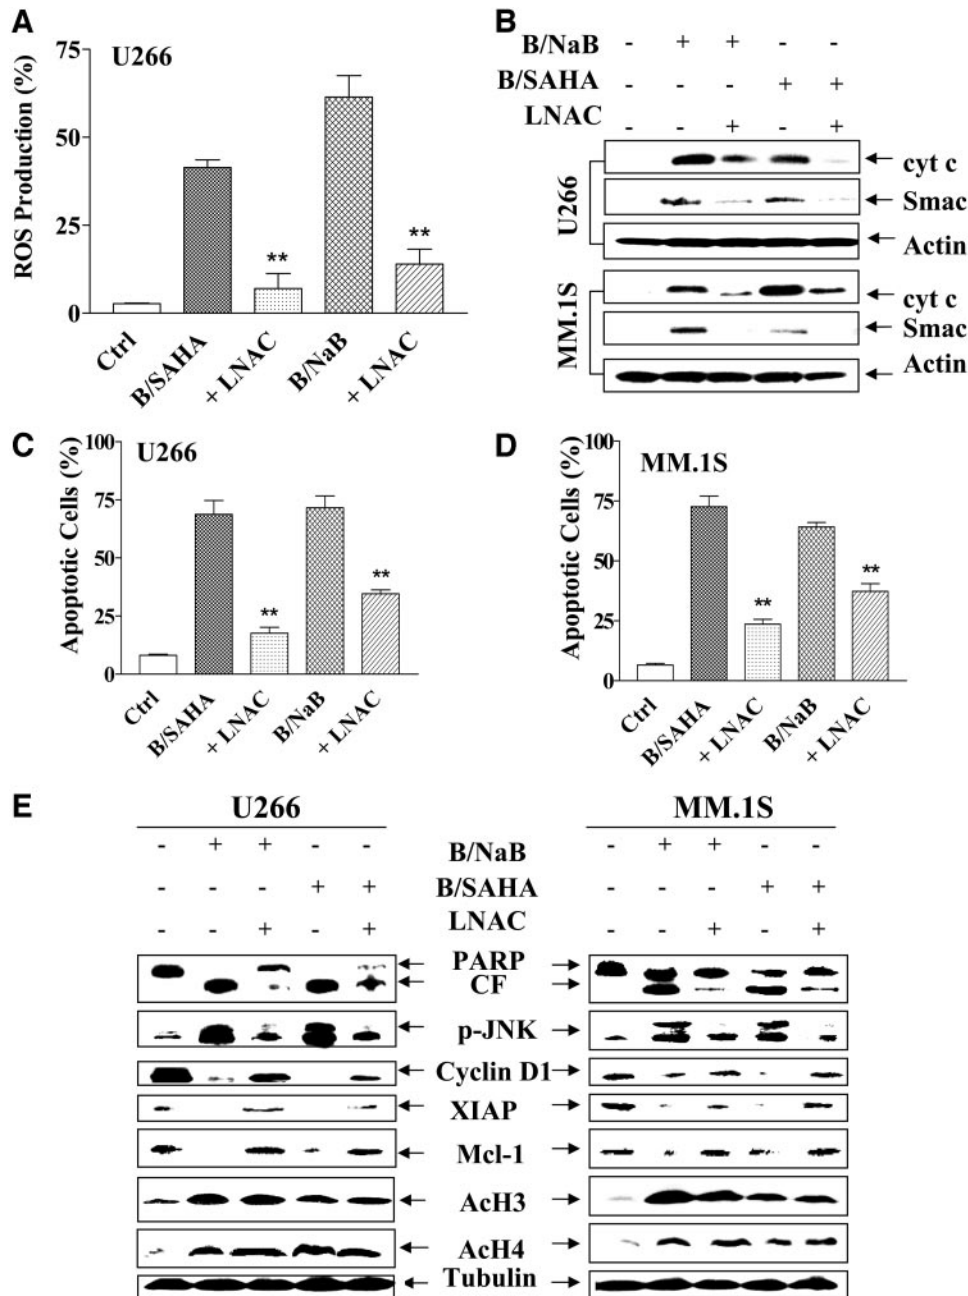 A
U266
ROS Production (%)
75
50
25
0
**
**
Ctrl
B/SAHA
+ LNAC
B/NaB
+ LNAC
B
B/NaB - + + - -
B/SAHA - - - + +
LNAC - - + - +
U266
cyt c
Smac
Actin
MM.1S
cyt c
Smac
Actin
C
U266
Apoptotic Cells (%)
100
75
50
25
0
**
**
Ctrl
B/SAHA
+ LNAC
B/NaB
+ LNAC
D
MM.1S
Apoptotic Cells (%)
100
75
50
25
0
**
**
Ctrl
B/SAHA
+ LNAC
B/NaB
+ LNAC
E
U266 MM.1S
- + + - - B/NaB - + + - -
- - - + + B/SAHA - - - + +
- - + - + LNAC - - + - +
PARP
CF
p-JNK
Cyclin D1
XIAP
Mcl-1
AcH3
AcH4
Tubulin